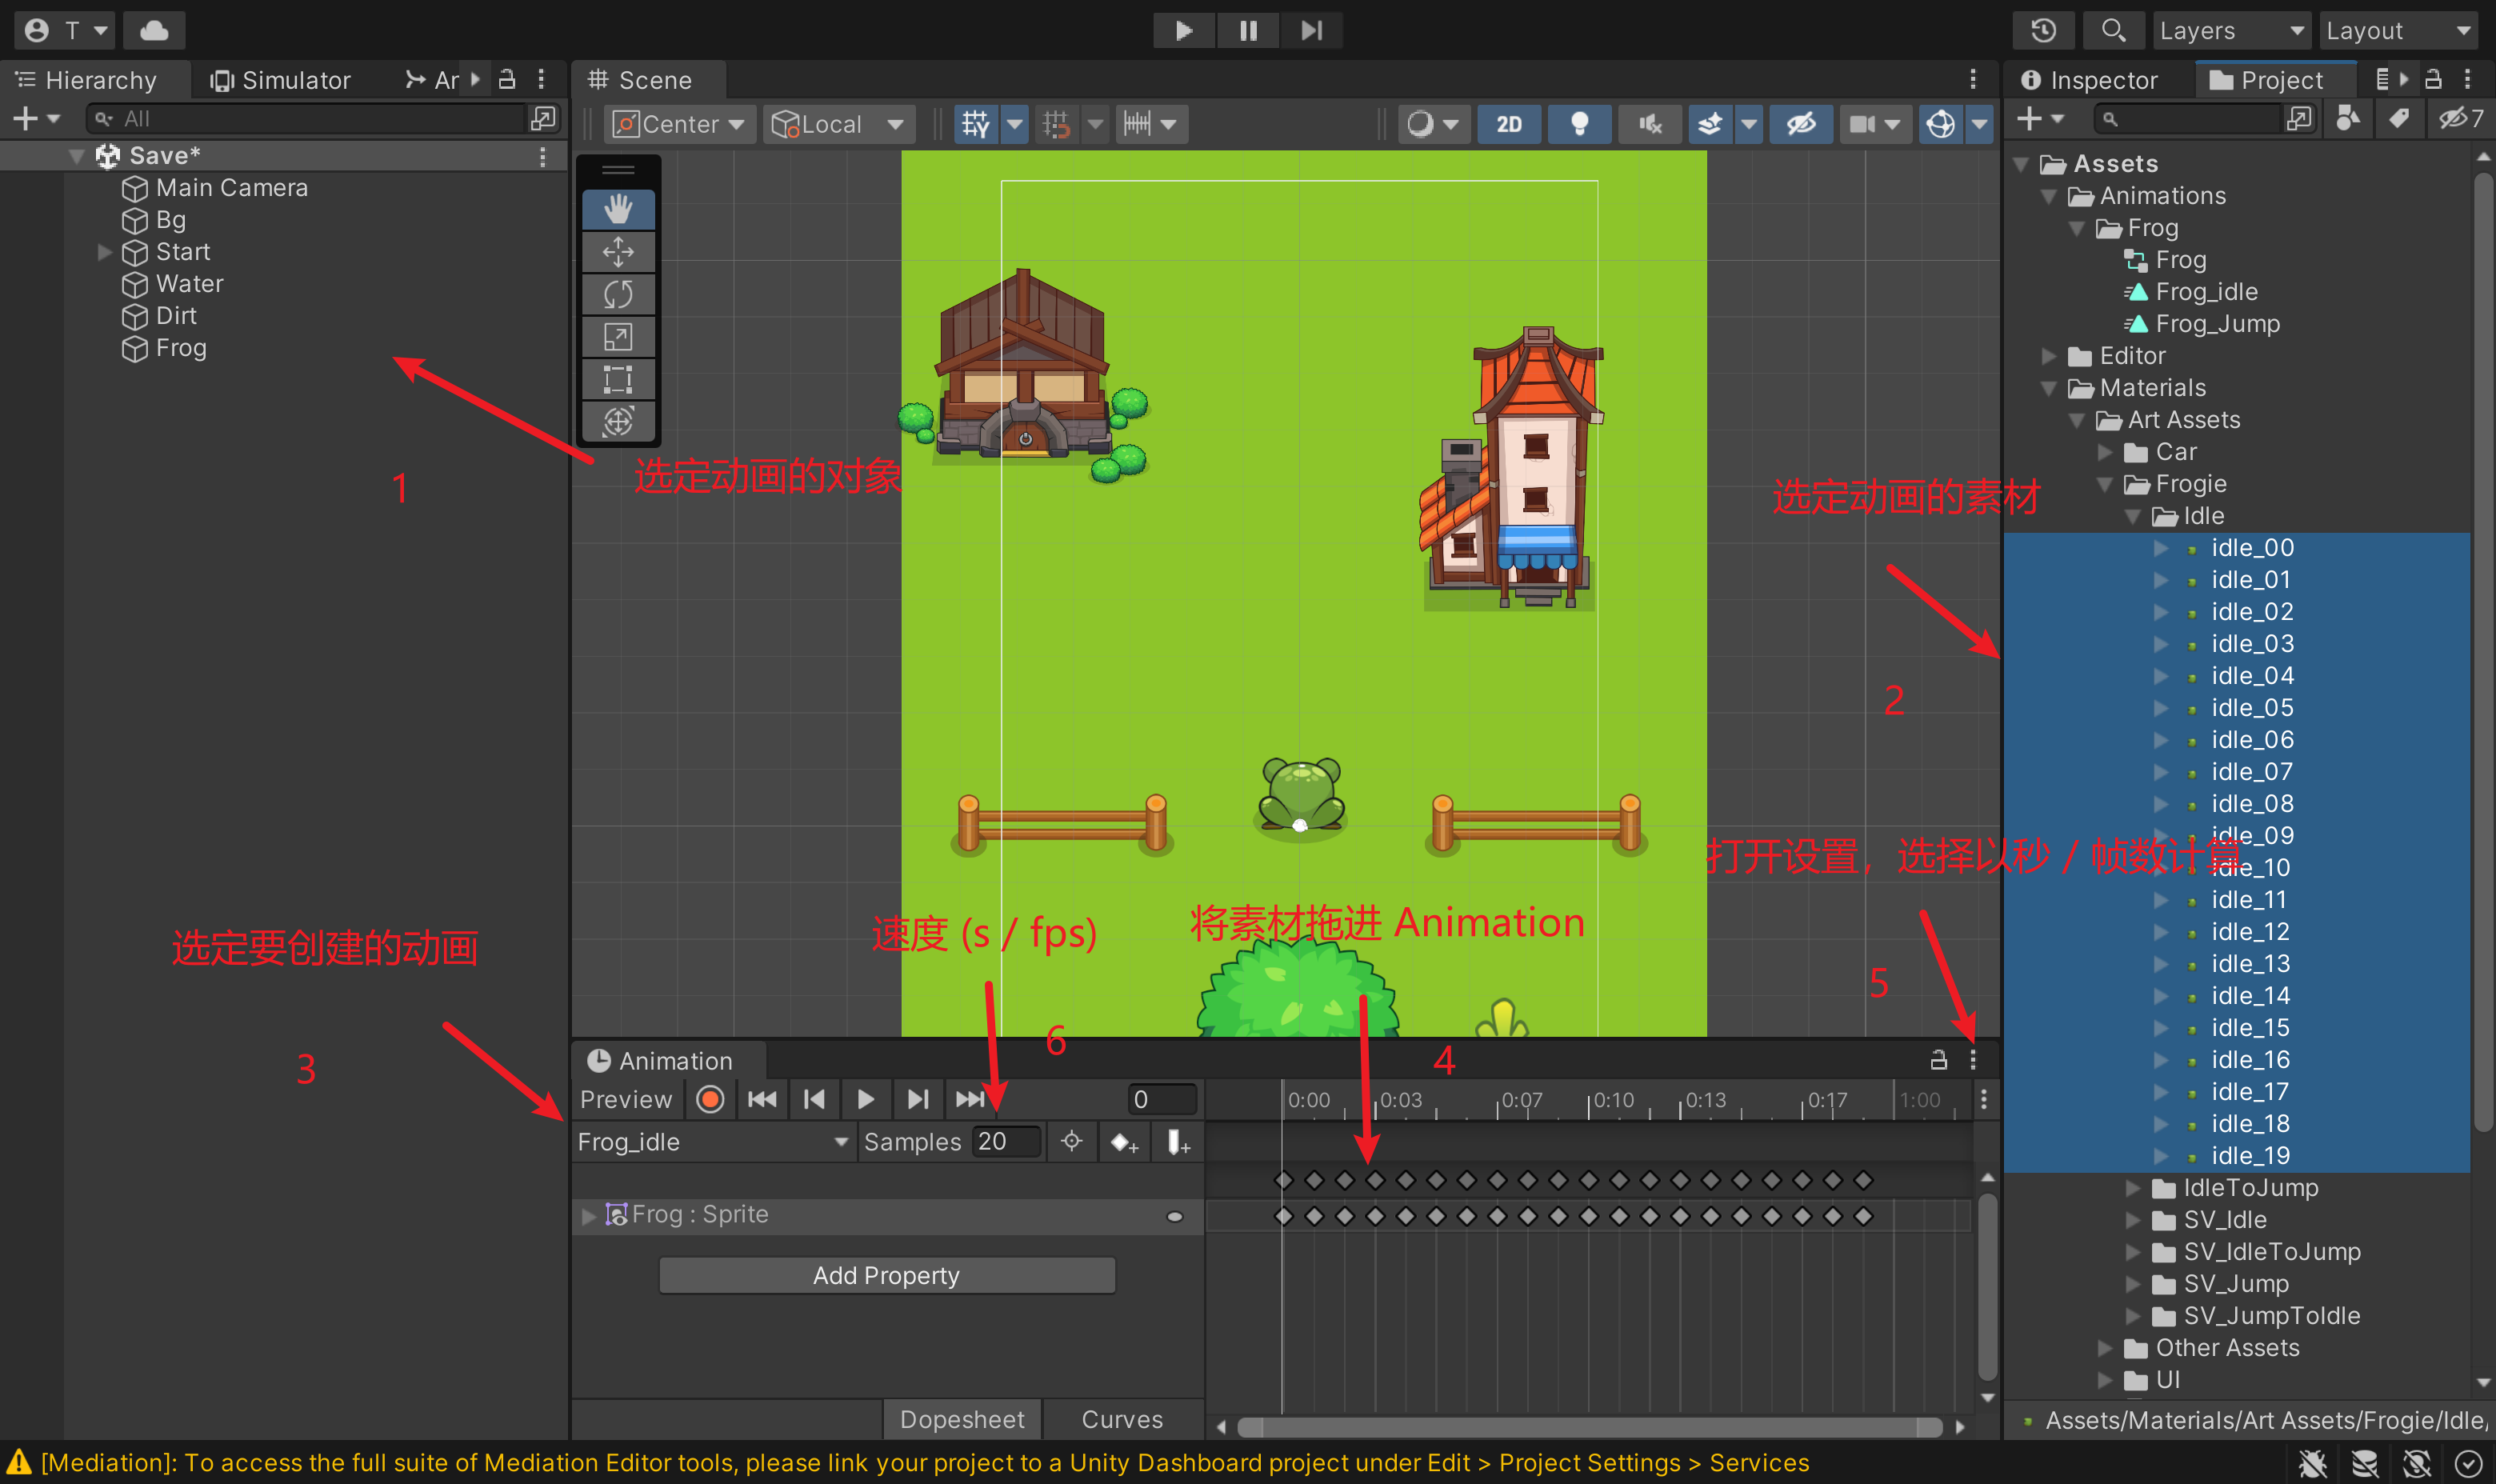 T
Layers
Layout
Hierarchy
Simulator
Ar
Scene
Inspector
Project
All
Center
Local
2D
7
Save*
Main Camera
Bg
Start
Water
Dirt
Frog
1
选定动画的对象
选定动画的素材
2
打开设置，选择以秒 / 帧数计算
5
将素材拖进 Animation
4
速度 (s / fps)
6
选定要创建的动画
3
Assets
Animations
Frog
Frog
Frog_idle
Frog_Jump
Editor
Materials
Art Assets
Car
Frogie
Idle
idle_00
idle_01
idle_02
idle_03
idle_04
idle_05
idle_06
idle_07
idle_08
idle_09
idle_10
idle_11
idle_12
idle_13
idle_14
idle_15
idle_16
idle_17
idle_18
idle_19
IdleToJump
SV_Idle
SV_IdleToJump
SV_Jump
SV_JumpToIdle
Other Assets
UI
Assets/Materials/Art Assets/Frogie/Idle/
Animation
Preview
0
0:00
0:03
0:07
0:10
0:13
0:17
1:00
Frog_idle
Samples
20
Frog : Sprite
Add Property
Dopesheet
Curves
[Mediation]: To access the full suite of Mediation Editor tools, please link your project to a Unity Dashboard project under Edit > Project Settings > Services